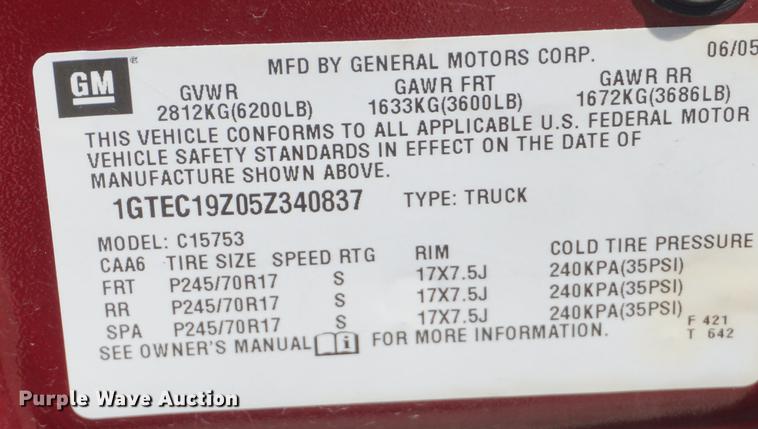 MFD BY GENERAL MOTORS CORP. 06/05
GM
GVWR GAWR FRT GAWR RR
2812KG(6200LB) 1633KG(3600LB) 1672KG(3686LB)
THIS VEHICLE CONFORMS TO ALL APPLICABLE U.S. FEDERAL MOTOR
VEHICLE SAFETY STANDARDS IN EFFECT ON THE DATE OF
MANUFACTURE SHOWN ABOVE.
1GTEC19Z05Z340837 TYPE: TRUCK
MODEL: C15753
CAA6 TIRE SIZE SPEED RTG RIM COLD TIRE PRESSURE
FRT P245/70R17 S 17X7.5J 240KPA(35PSI)
RR P245/70R17 S 17X7.5J 240KPA(35PSI)
SPA P245/70R17 S 17X7.5J 240KPA(35PSI)
SEE OWNER'S MANUAL i FOR MORE INFORMATION.
F 421
T 642
Purple Wave Auction